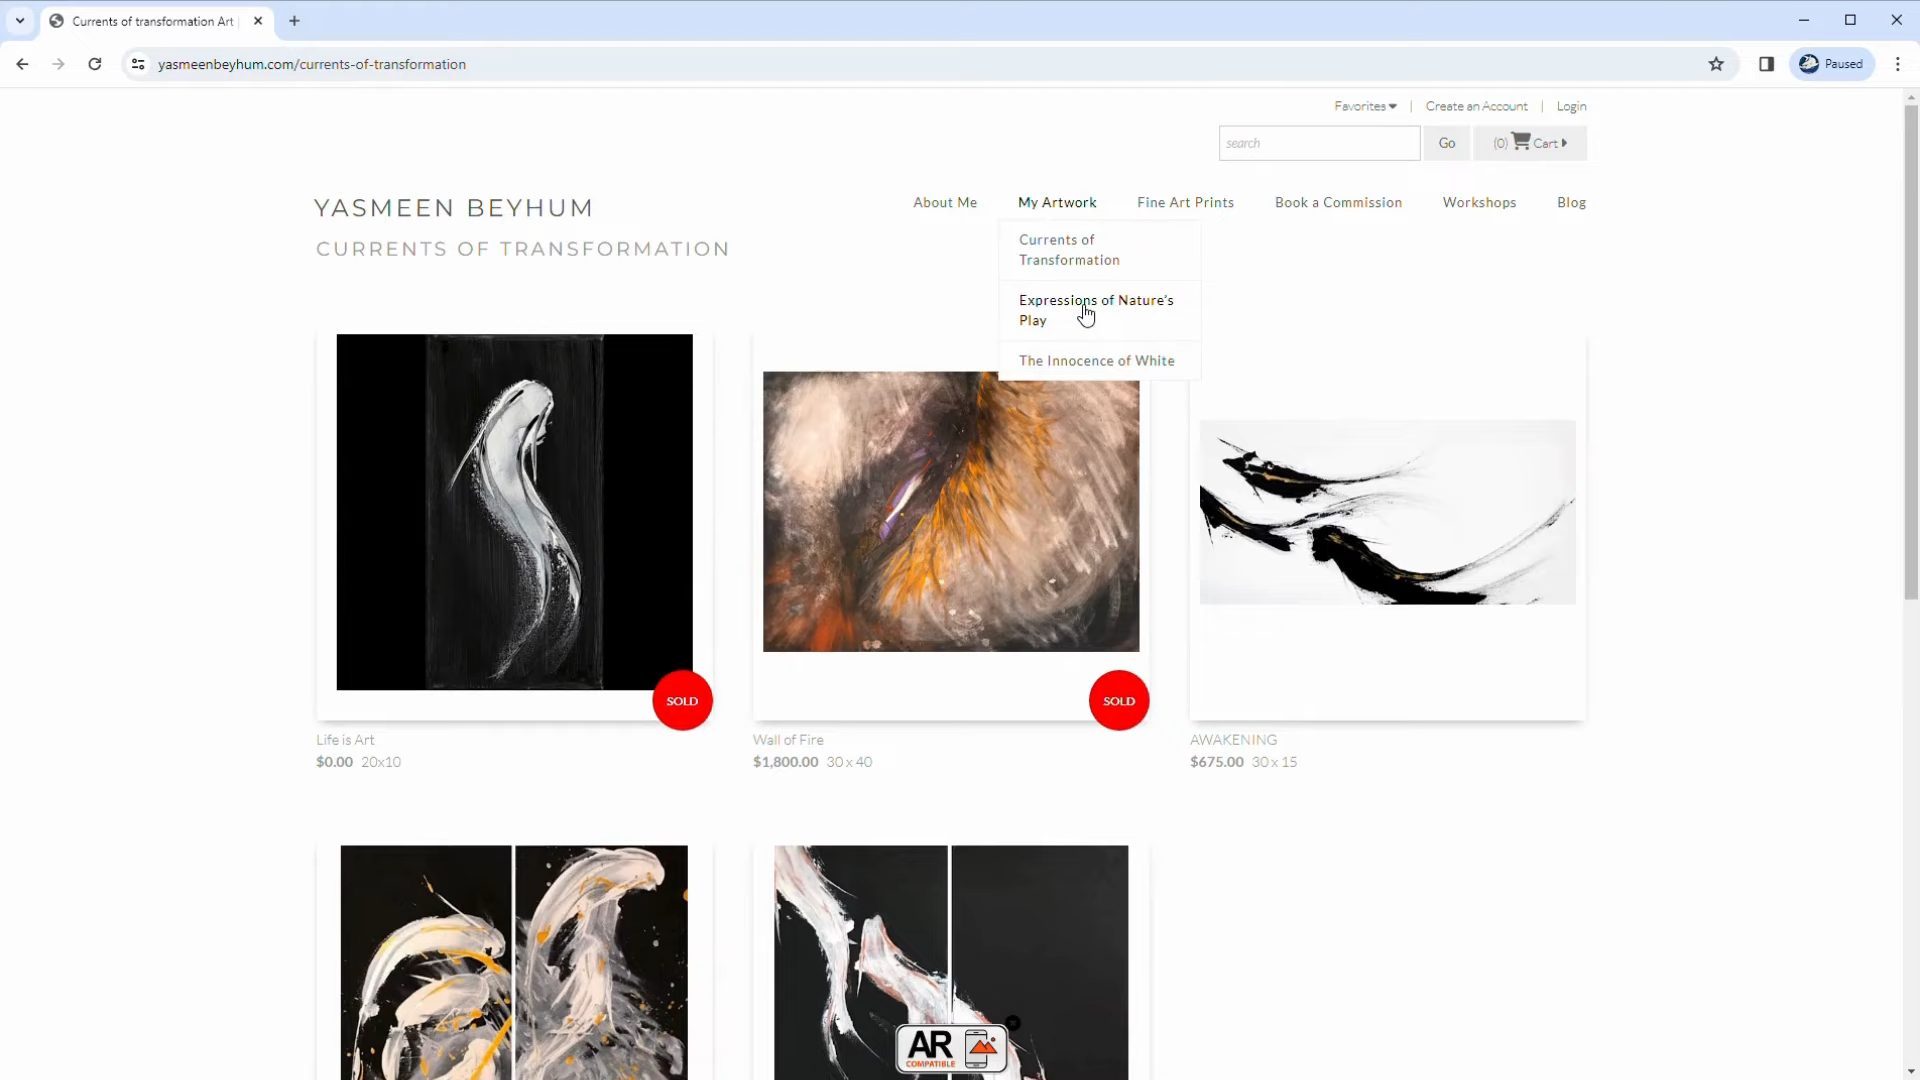 Currents of transformation Art
yasmeenbeyhum.com/currents-of-transformation
Paused
Favorites | Create an Account | Login
search
Go
(0) Cart
YASMEEN BEYHUM
About Me
My Artwork
Fine Art Prints
Book a Commission
Workshops
Blog
CURRENTS OF TRANSFORMATION
Currents of
Transformation
Expressions of Nature's
Play
The Innocence of White
SOLD
SOLD
Life is Art
$0.00 20x10
Wall of Fire
$1,800.00 30 x 40
AWAKENING
$675.00 30 x 15
AR
COMPATIBLE